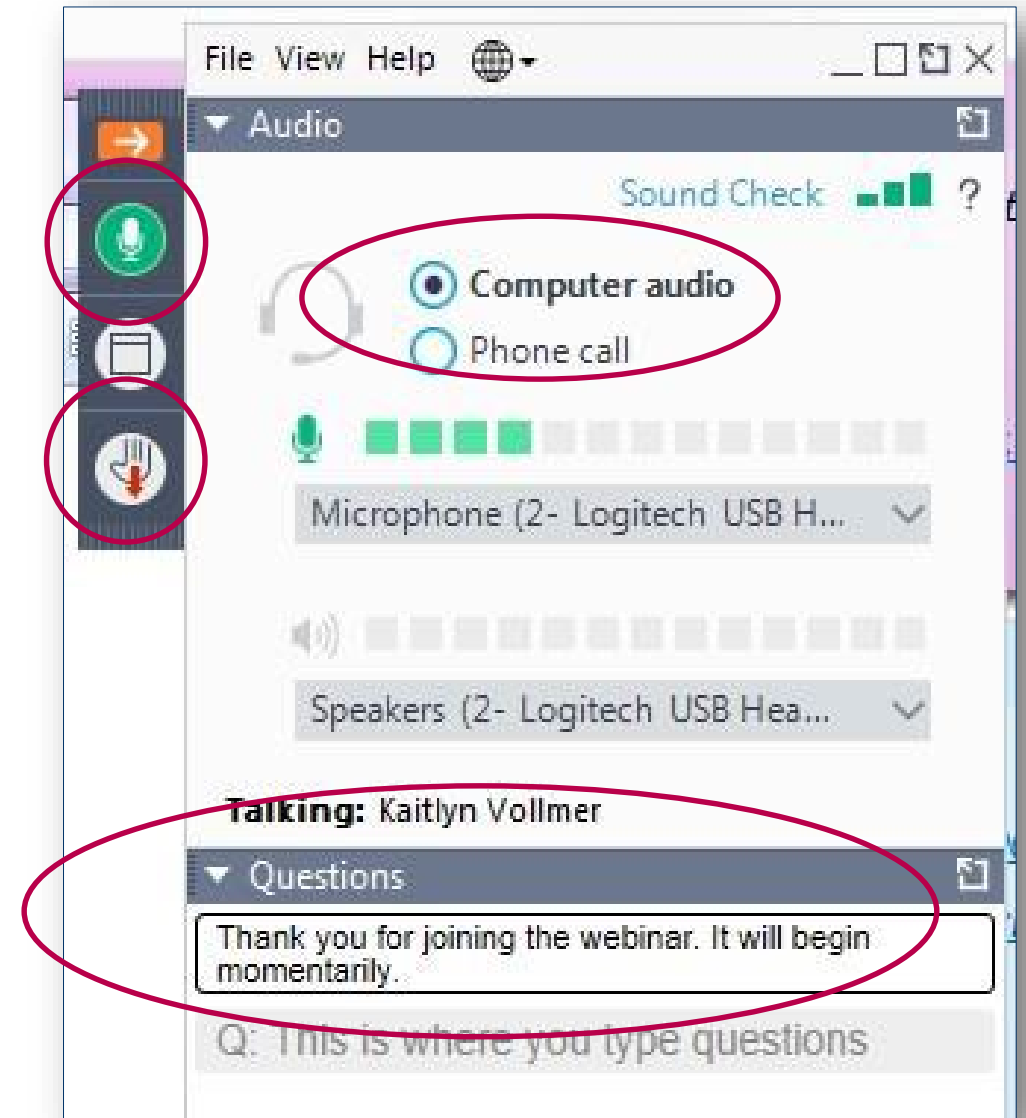 File View Help
Audio
Sound Check ?
Computer audio
Phone call
Microphone (2- Logitech USB H...
Speakers (2- Logitech USB Hea...
Talking: Kaitlyn Vollmer
Questions
Thank you for joining the webinar. It will begin
momentarily.
Q: This is where you type questions